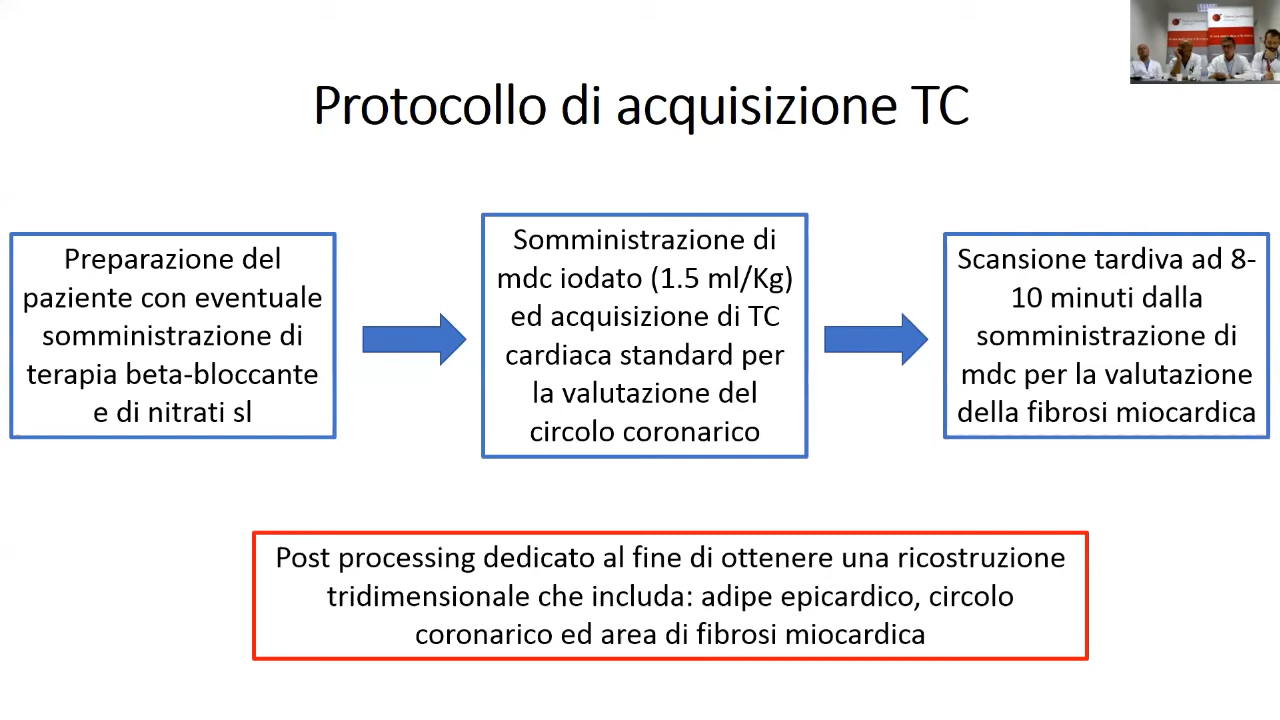 Protocollo di acquisizione TC
Preparazione del
paziente con eventuale
somministrazione di
terapia beta-bloccante
e di nitrati sl
Somministrazione di
mdc iodato (1.5 ml/Kg)
ed acquisizione di TC
cardiaca standard per
la valutazione del
circolo coronarico
Scansione tardiva ad 8-
10 minuti dalla
somministrazione di
mdc per la valutazione
della fibrosi miocardica
Post processing dedicato al fine di ottenere una ricostruzione
tridimensionale che includa: adipe epicardico, circolo
coronarico ed area di fibrosi miocardica